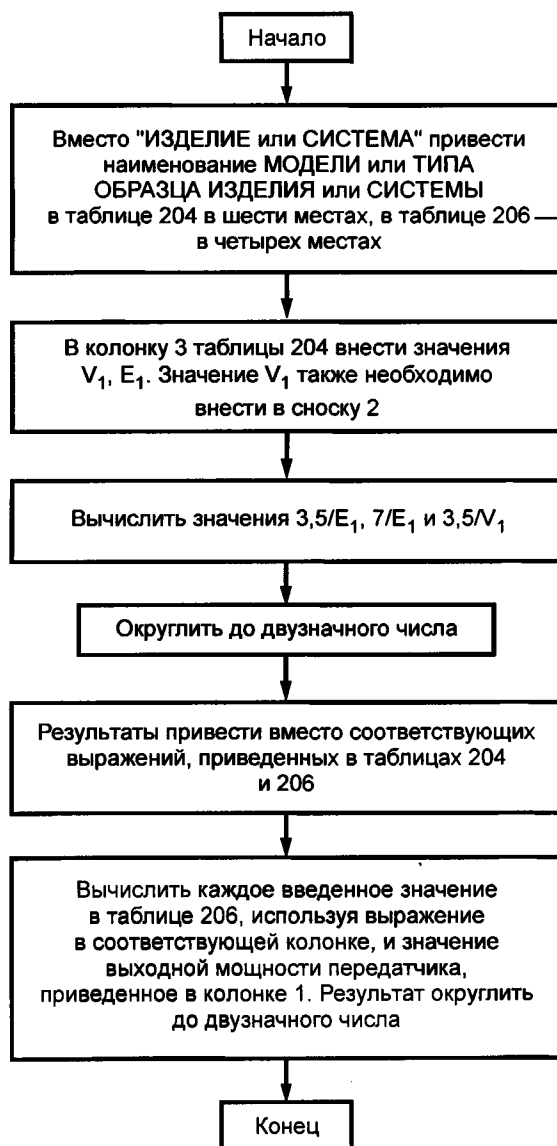 Начало
Вместо "ИЗДЕЛИЕ или СИСТЕМА" привести
наименование МОДЕЛИ или ТИПА
ОБРАЗЦА ИЗДЕЛИЯ или СИСТЕМЫ
в таблице 204 в шести местах, в таблице 206 —
в четырех местах
В колонку 3 таблицы 204 внести значения
V₁, E₁. Значение V₁ также необходимо
внести в сноску 2
Вычислить значения 3,5/E₁, 7/E₁ и 3,5/V₁
Округлить до двузначного числа
Результаты привести вместо соответствующих
выражений, приведенных в таблицах 204
и 206
Вычислить каждое введенное значение
в таблице 206, используя выражение
в соответствующей колонке, и значение
выходной мощности передатчика,
приведенное в колонке 1. Результат округлить
до двузначного числа
Конец